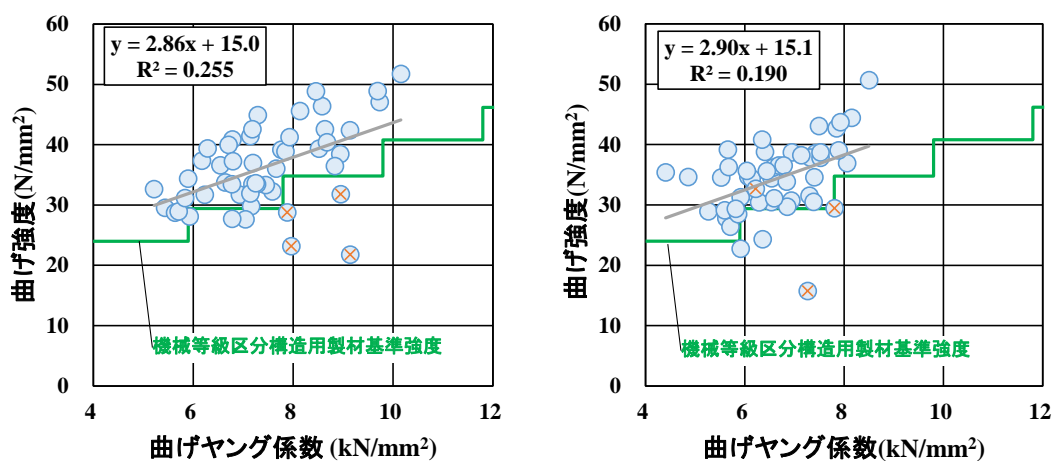 60
50
40
30
20
10
0
4
6
8
10
12
y = 2.86x + 15.0
R² = 0.255
機械等級区分構造用製材基準強度
曲げ強度(N/mm²)
曲げヤング係数 (kN/mm²)
60
50
40
30
20
10
0
4
6
8
10
12
y = 2.90x + 15.1
R² = 0.190
機械等級区分構造用製材基準強度
曲げ強度(N/mm²)
曲げヤング係数(kN/mm²)